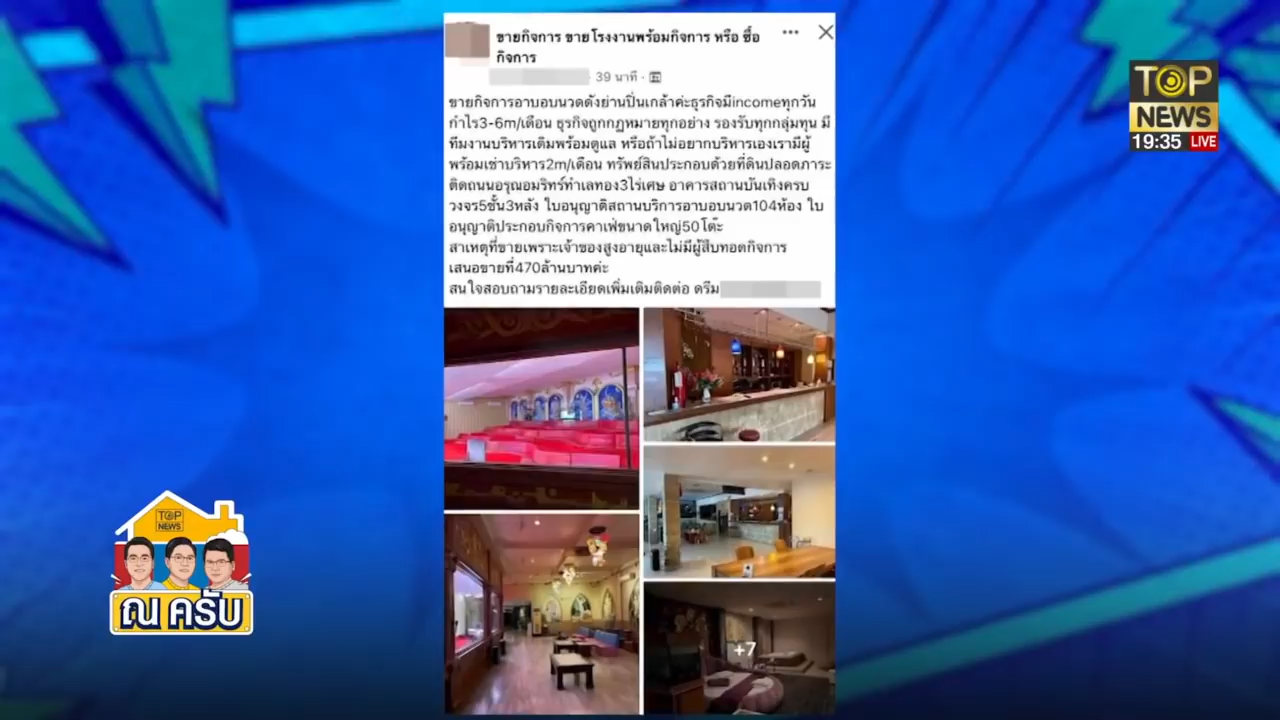 ขายกิจการ ขายโรงงานพร้อมกิจการ หรือ ซื้อ
กิจการ
39 นาที ·
ขายกิจการอาบอบนวดดังย่านปิ่นเกล้าค่ะธุรกิจมีincomeทุกวัน
กำไร3-6m/เดือน ธุรกิจถูกกฏหมายทุกอย่าง รองรับทุกกลุ่มทุน มี
ทีมงานบริหารเดิมพร้อมดูแล หรือถ้าไม่อยากบริหารเองเรามีผู้
พร้อมเช่าบริหาร2m/เดือน ทรัพย์สินประกอบด้วยที่ดินปลอดภาระ
ติดถนนอรุณอมริทร์ทำเลทอง3ไร่เศษ อาคารสถานบันเทิงครบ
วงจร5ชั้น3หลัง ใบอนุญาติสถานบริการอาบอบนวด104ห้อง ใบ
อนุญาติประกอบกิจการคาเฟ่ขนาดใหญ่50โต๊ะ
สาเหตุที่ขายเพราะเจ้าของสูงอายุและไม่มีผู้สืบทอดกิจการ
เสนอขายที่470ล้านบาทค่ะ
สนใจสอบถามรายละเอียดเพิ่มเติมติดต่อ ดรีม
+7
TOP
NEWS
19:35 LIVE
TOP
NEWS
ณ ครับ